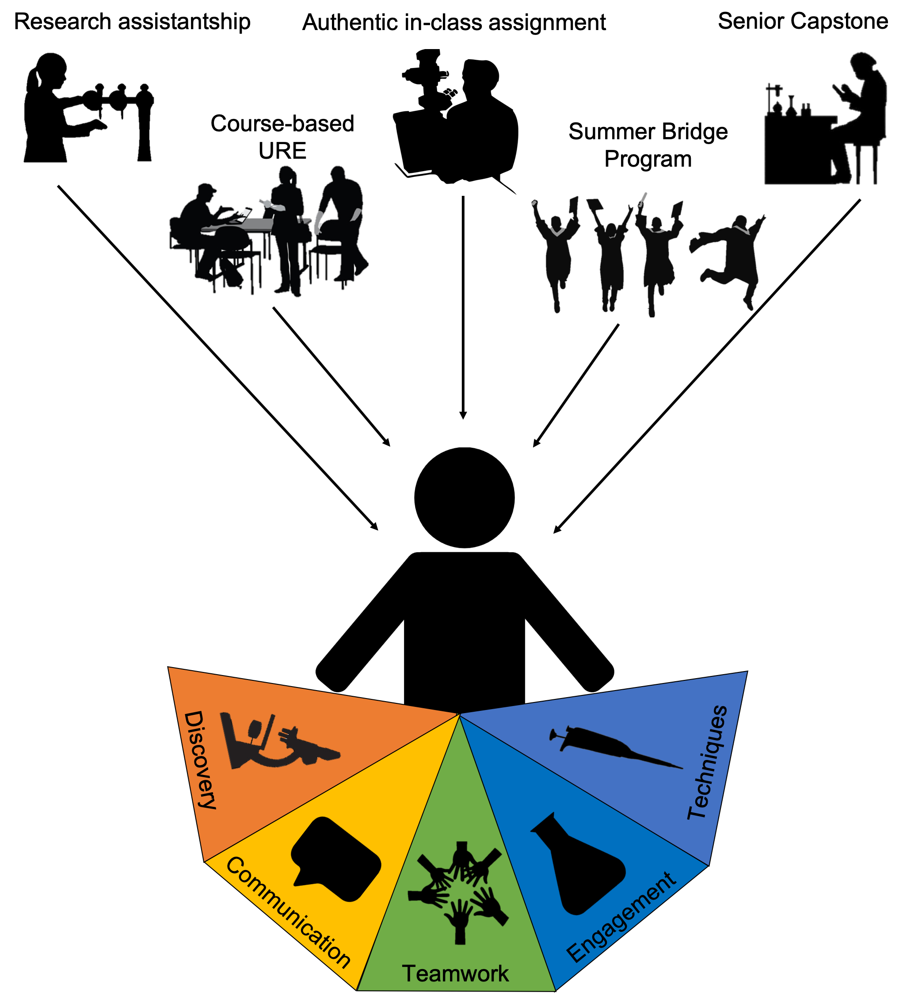 Research assistantship
Authentic in-class assignment
Senior Capstone
Course-based
URE
Summer Bridge
Program
Discovery
Communication
Teamwork
Engagement
Techniques